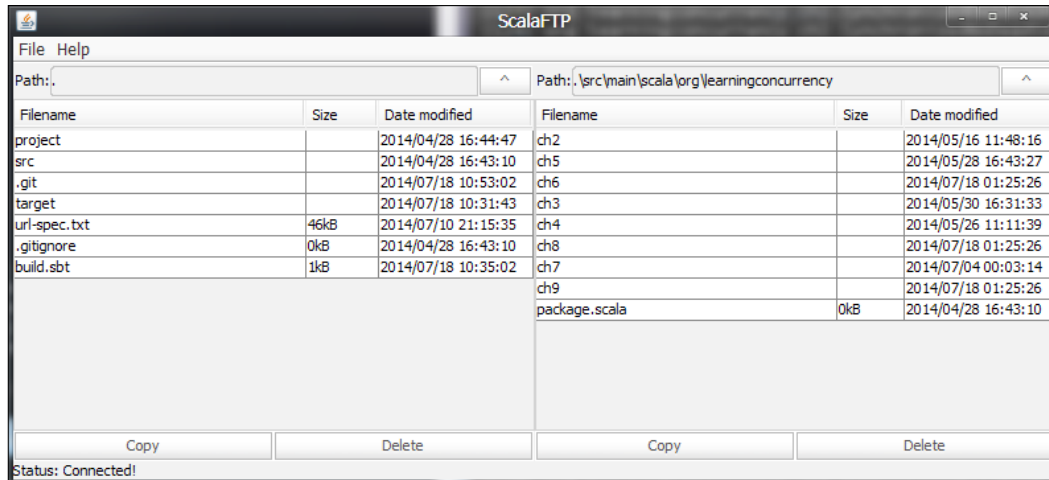 ScalaFTP
File Help
Path: . ^ Path: .\src\main\scala\org\learningconcurrency ^
Filename Size Date modified Filename Size Date modified
project 2014/04/28 16:44:47 ch2 2014/05/16 11:48:16
src 2014/04/28 16:43:10 ch5 2014/05/28 16:43:27
.git 2014/07/18 10:53:02 ch6 2014/07/18 01:25:26
target 2014/07/18 10:31:43 ch3 2014/05/30 16:31:33
url-spec.txt 46kB 2014/07/10 21:15:35 ch4 2014/05/26 11:11:39
.gitignore 0kB 2014/04/28 16:43:10 ch8 2014/07/18 01:25:26
build.sbt 1kB 2014/07/18 10:35:02 ch7 2014/07/04 00:03:14
ch9 2014/07/18 01:25:26
package.scala 0kB 2014/04/28 16:43:10
Copy Delete Copy Delete
Status: Connected!